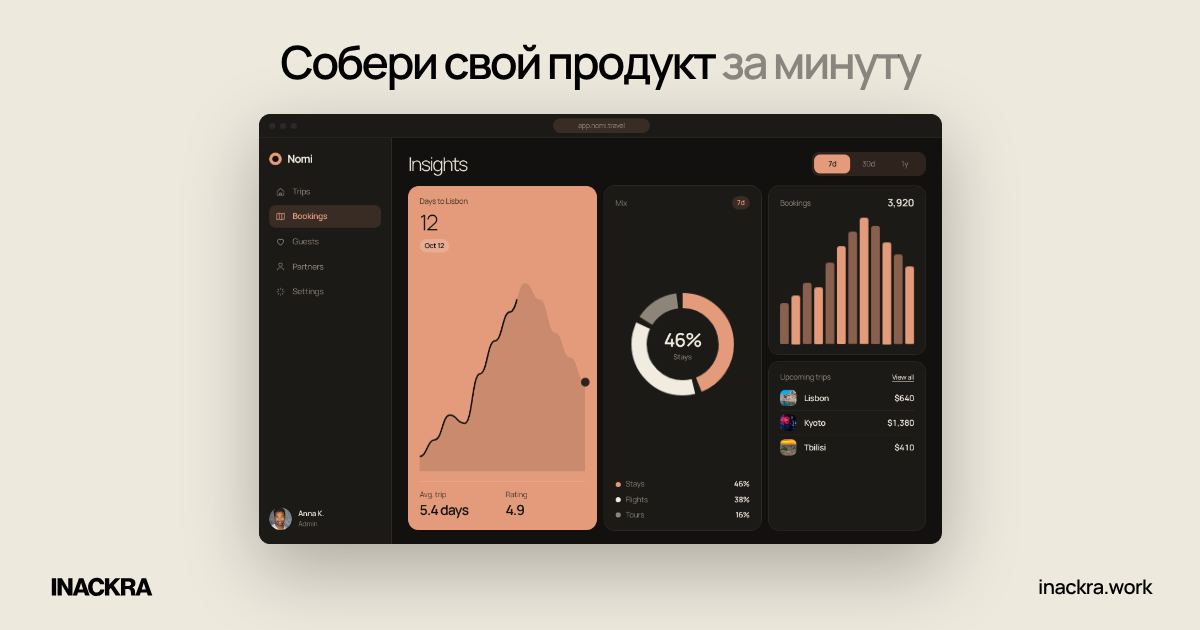 Собери свой продукт за минуту
app.nomi.travel
Nomi
Trips
Bookings
Guests
Partners
Settings
Anna K.
Admin
Insights
7d 30d 1y
Days to Lisbon
12
Oct 12
Avg. trip Rating
5.4 days 4.9
Mix 7d
46%
Stays
Stays 46%
Flights 38%
Tours 16%
Bookings 3,920
Upcoming trips View all
Lisbon $640
Kyoto $1,380
Tbilisi $410
INACKRA
inackra.work